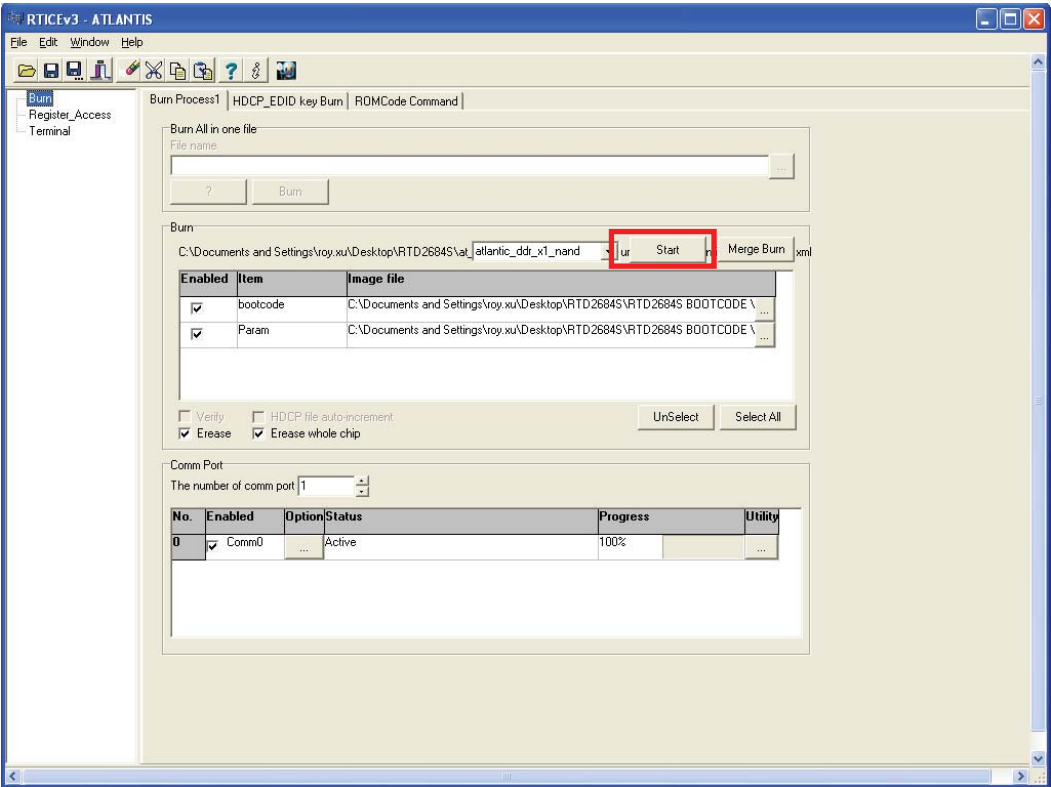 RTICEv3 - ATLANTIS
File Edit Window Help
Burn
Register_Access
Terminal
Burn Process1 HDCP_EDID key Burn ROMCode Command
Burn All in one file
File name
...
? Burn
Burn
C:\Documents and Settings\roy.xu\Desktop\RTD2684S\at_ atlantic_ddr_x1_nand ur Start Merge Burn xml
Enabled Item Image file
bootcode C:\Documents and Settings\roy.xu\Desktop\RTD2684S\RTD2684S BOOTCODE \ ...
Param C:\Documents and Settings\roy.xu\Desktop\RTD2684S\RTD2684S BOOTCODE \ ...
Verify HDCP file auto-increment UnSelect Select All
Erease Erease whole chip
Comm Port
The number of comm port 1
No. Enabled Option Status Progress Utility
0 Comm0 ... Active 100% ...